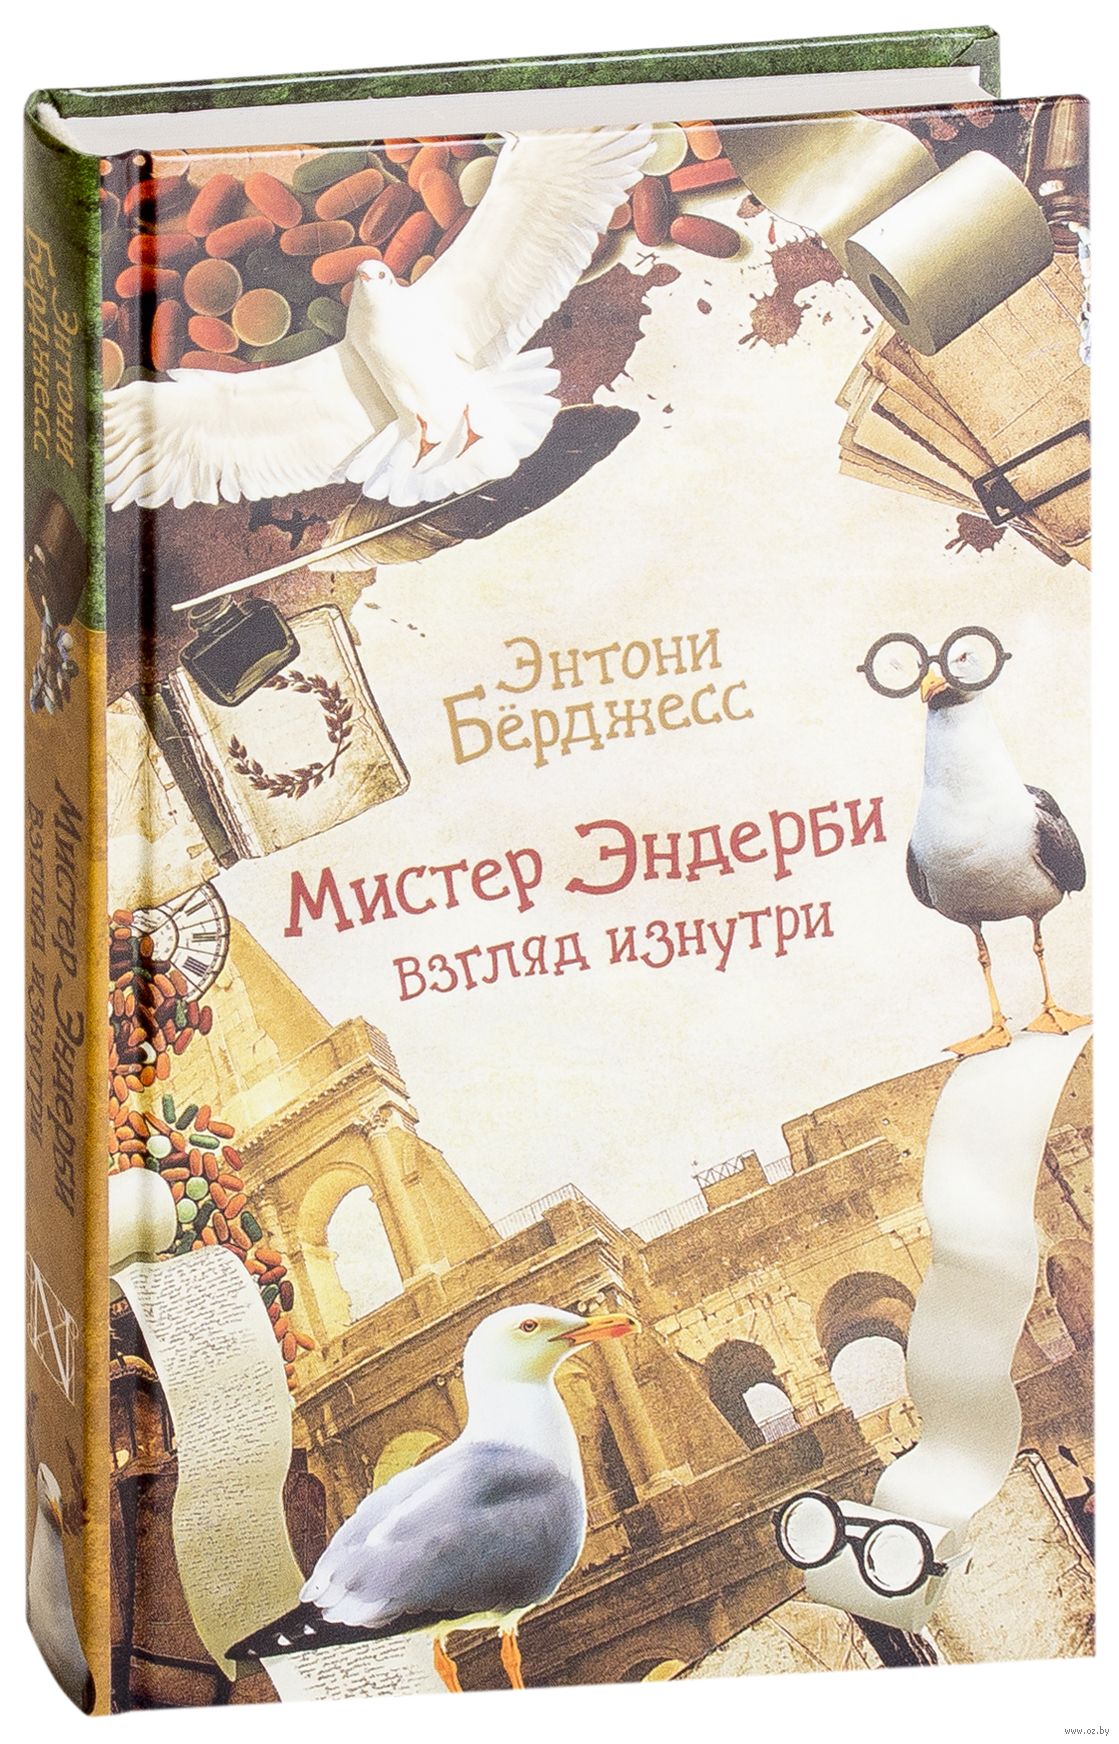 Энтони
Бёрджесс
Мистер Эндерби
взгляд изнутри
Энтони
Бёрджесс
Мистер Эндерби
взгляд изнутри
www.oz.by